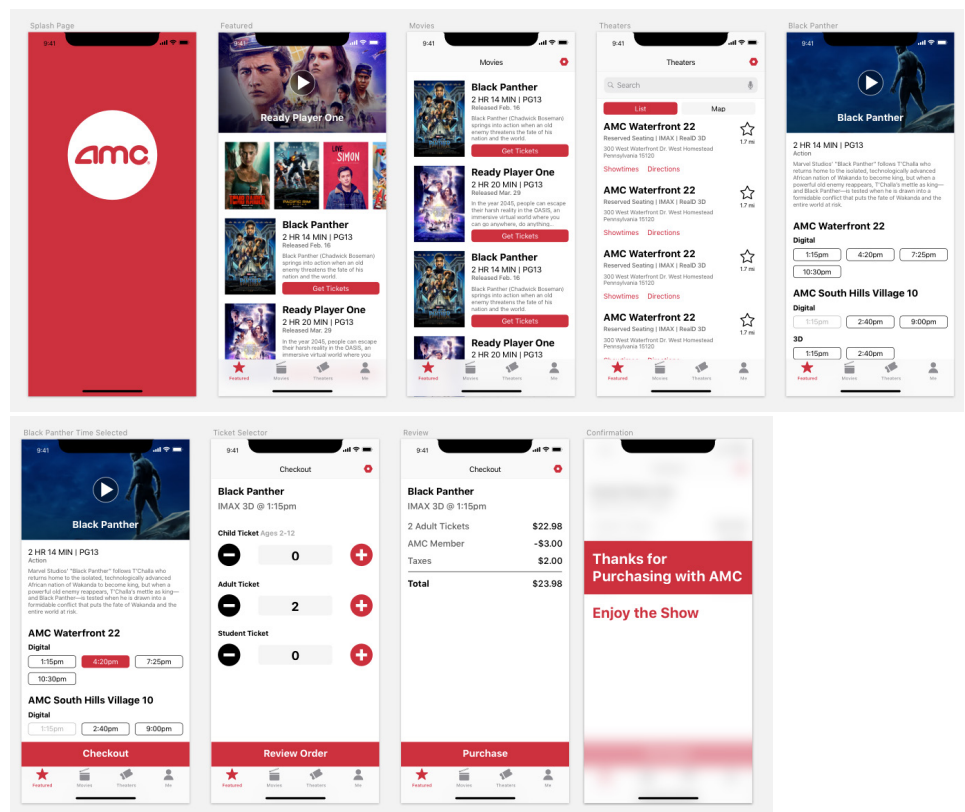 Splash Page
9:41
amc
Featured
9:41
Ready Player One
LOVE,
SIMON
Black Panther
2 HR 14 MIN | PG13
Released Feb. 16
Black Panther (Chadwick Boseman)
springs into action when an old
enemy threatens the fate of his
nation and the world
Get Tickets
Ready Player One
2 HR 20 MIN | PG13
Released Mar. 29
In the year 2045, people can escape
their harsh reality in the OASIS, an
immersive virtual world where you
Featured
Movies
Theaters
Me
Movies
9:41
Movies
Black Panther
2 HR 14 MIN | PG13
Released Feb. 16
Black Panther (Chadwick Boseman)
springs into action when an old
enemy threatens the fate of his
nation and the world
Get Tickets
Ready Player One
2 HR 20 MIN | PG13
Released Mar. 29
In the year 2045, people can escape
their harsh reality in the OASIS, an
immersive virtual world where you
can go anywhere, do anything...
Get Tickets
Black Panther
2 HR 14 MIN | PG13
Released Feb. 16
Black Panther (Chadwick Boseman)
springs into action when an old
enemy threatens the fate of his
nation and the world
Get Tickets
Ready Player One
2 HR 20 MIN | PG13
Featured
Movies
Theaters
Me
Theaters
9:41
Theaters
Search
List
Map
AMC Waterfront 22
Reserved Seating | IMAX | RealD 3D
300 West Waterfront Dr. West Homestead
Pennsylvania 15120
1.7 mi
Showtimes Directions
AMC Waterfront 22
Reserved Seating | IMAX | RealD 3D
300 West Waterfront Dr. West Homestead
Pennsylvania 15120
1.7 mi
Showtimes Directions
AMC Waterfront 22
Reserved Seating | IMAX | RealD 3D
300 West Waterfront Dr. West Homestead
Pennsylvania 15120
1.7 mi
Showtimes Directions
AMC Waterfront 22
Reserved Seating | IMAX | RealD 3D
300 West Waterfront Dr. West Homestead
Pennsylvania 15120
1.7 mi
Showtimes Directions
Featured
Movies
Theaters
Me
Black Panther
9:41
Black Panther
2 HR 14 MIN | PG13
Action
Marvel Studios' "Black Panther" follows T'Challa who
returns home to the isolated, technologically advanced
African nation of Wakanda to become king, but when a
powerful old enemy reappears, T'Challa's mettle as king—
and Black Panther—is tested when he is drawn into a
formidable conflict that puts the fate of Wakanda and the
entire world at risk.
AMC Waterfront 22
Digital
1:15pm
4:20pm
7:25pm
10:30pm
AMC South Hills Village 10
Digital
1:15pm
2:40pm
9:00pm
3D
1:15pm
2:40pm
Featured
Movies
Theaters
Me
Black Panther Time Selected
9:41
Black Panther
2 HR 14 MIN | PG13
Action
Marvel Studios' "Black Panther" follows T'Challa who
returns home to the isolated, technologically advanced
African nation of Wakanda to become king, but when a
powerful old enemy reappears, T'Challa's mettle as king—
and Black Panther—is tested when he is drawn into a
formidable conflict that puts the fate of Wakanda and the
entire world at risk.
AMC Waterfront 22
Digital
1:15pm
4:20pm
7:25pm
10:30pm
AMC South Hills Village 10
Digital
1:15pm
2:40pm
9:00pm
Checkout
Featured
Movies
Theaters
Me
Ticket Selector
9:41
Checkout
Black Panther
IMAX 3D @ 1:15pm
Child Ticket Ages 2-12
0
Adult Ticket
2
Student Ticket
0
Review Order
Featured
Movies
Theaters
Me
Review
9:41
Checkout
Black Panther
IMAX 3D @ 1:15pm
2 Adult Tickets $22.98
AMC Member -$3.00
Taxes $2.00
Total $23.98
Purchase
Featured
Movies
Theaters
Me
Confirmation
Thanks for
Purchasing with AMC
Enjoy the Show